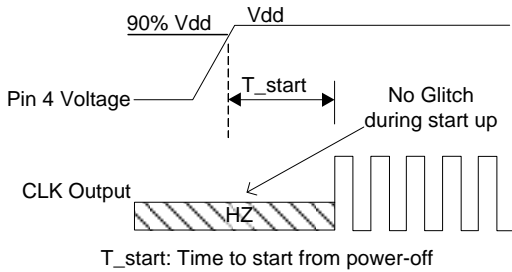 90% Vdd
Vdd
Pin 4 Voltage
T_start
No Glitch
during start up
CLK Output
HZ
T_start: Time to start from power-off